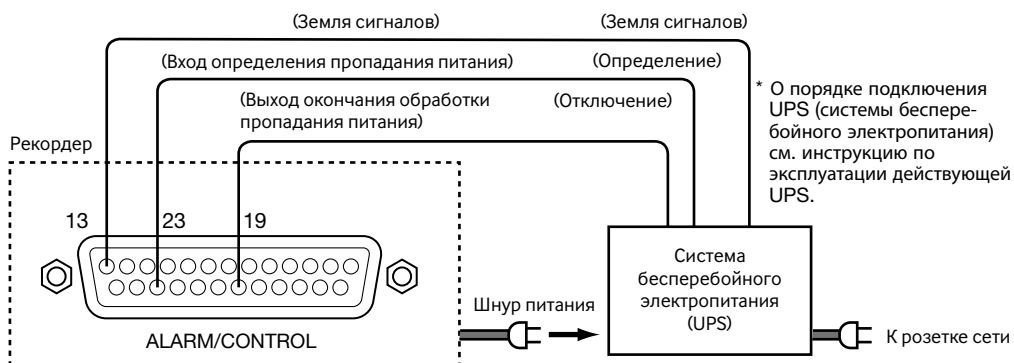 (Земля сигналов)
(Земля сигналов)
(Вход определения пропадания питания)
(Определение)
(Выход окончания обработки
пропадания питания)
(Отключение)
* О порядке подключения
UPS (системы беспере-
бойного электропитания)
см. инструкцию по
эксплуатации действующей
UPS.
Рекордер
13
23
19
ALARM/CONTROL
Шнур питания
Система
бесперебойного
электропитания
(UPS)
К розетке сети